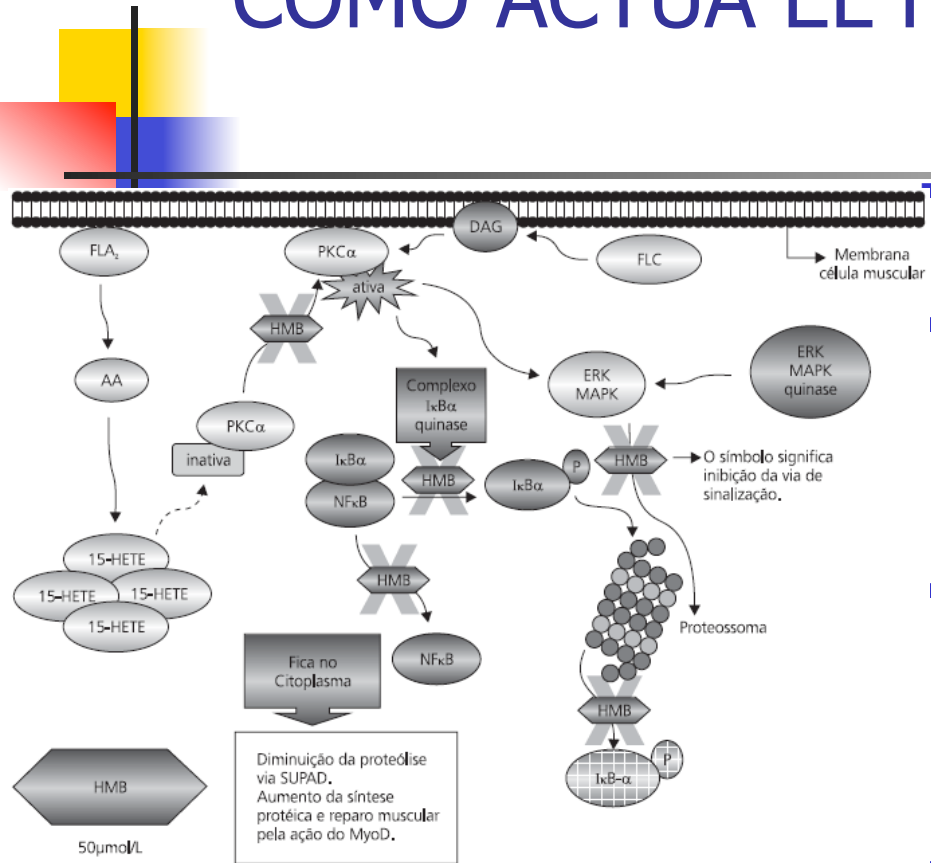 COMO ACTUA EL
DAG
FLA₂
PKCα
FLC
Membrana
célula muscular
ativa
HMB
ERK
MAPK
quinase
AA
Complexo
IκBα
quinase
ERK
MAPK
PKCα
inativa
IκBα
NFκB
HMB
IκBα
P
HMB
O símbolo significa
inibição da via de
sinalização.
15-HETE
15-HETE
15-HETE
15-HETE
HMB
Proteossoma
Fica no
Citoplasma
NFκB
HMB
IκB-α
P
Diminuição da proteólise
via SUPAD.
Aumento da síntese
protéica e reparo muscular
pela ação do MyoD.
HMB
50µmol/L